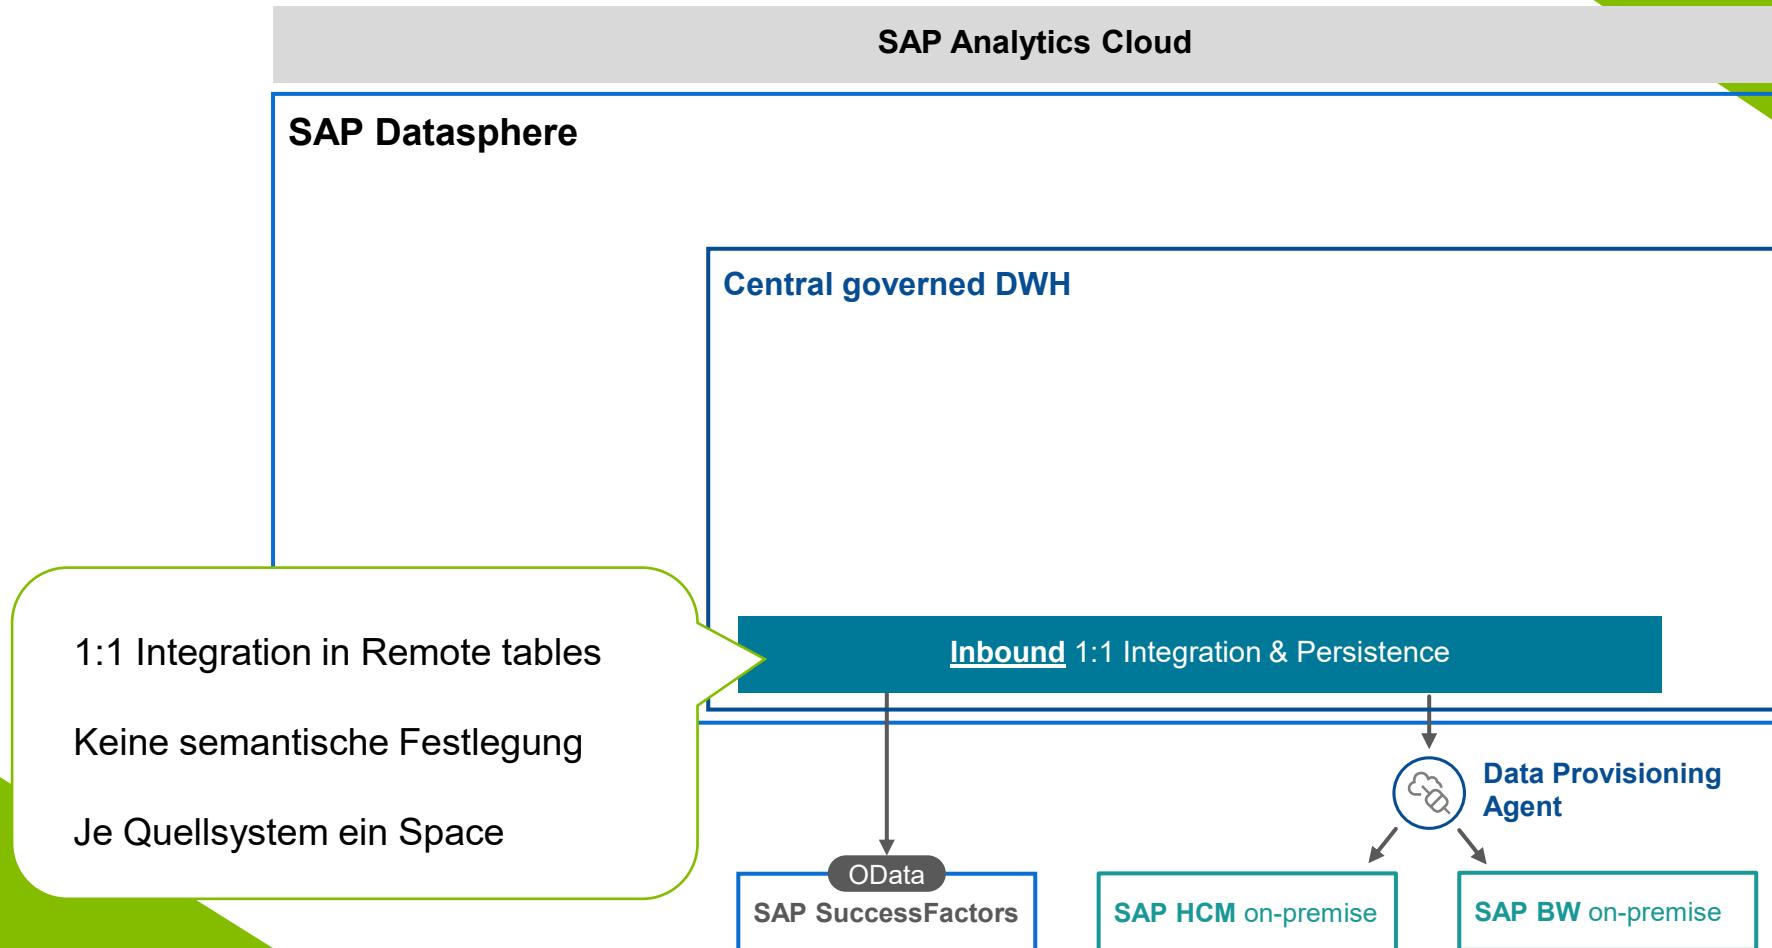 SAP Analytics Cloud
SAP Datasphere
Central governed DWH
1:1 Integration in Remote tables
Keine semantische Festlegung
Je Quellsystem ein Space
Inbound 1:1 Integration & Persistence
Data Provisioning
Agent
OData
SAP SuccessFactors
SAP HCM on-premise
SAP BW on-premise